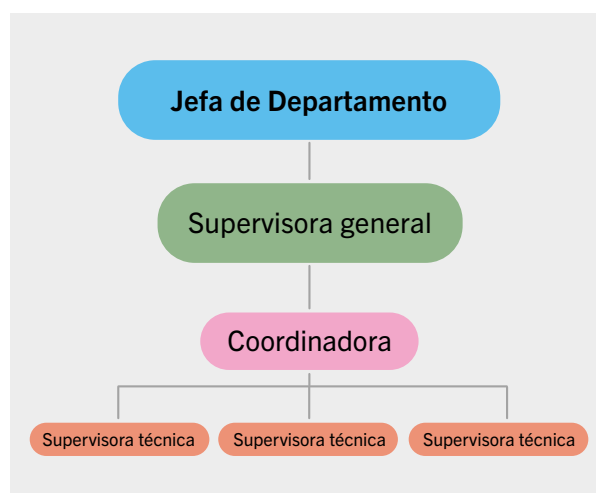 Jefa de Departamento
Supervisora general
Coordinadora
Supervisora técnica
Supervisora técnica
Supervisora técnica